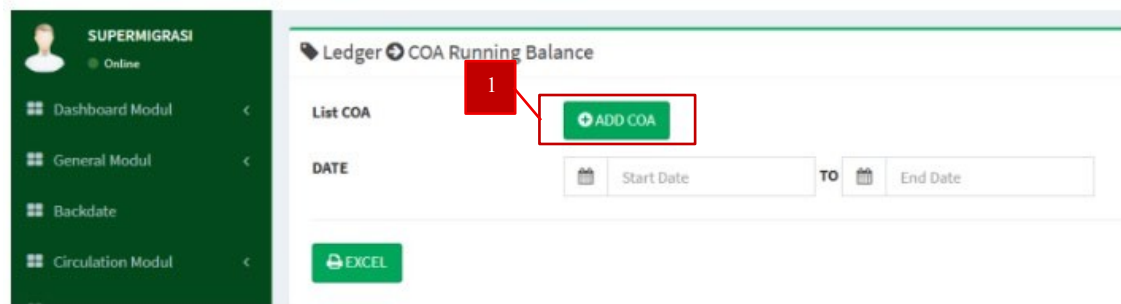 SUPERMIGRASI
Online
Dashboard Modul
General Modul
Backdate
Circulation Modul
Ledger COA Running Balance
1
List COA
ADD COA
DATE
Start Date TO End Date
EXCEL